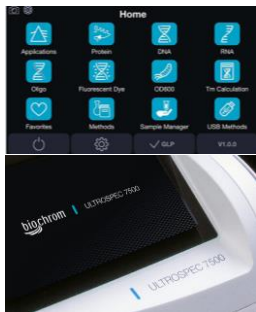 Home
Applications Protein DNA RNA
Oligo Fluorescent Dye OD600 Tm Calculation
Favorites Methods Sample Manager USB Methods
GLP V1.0.0
biochrom ULTROSPEC 7500
ULTROSPEC 7500